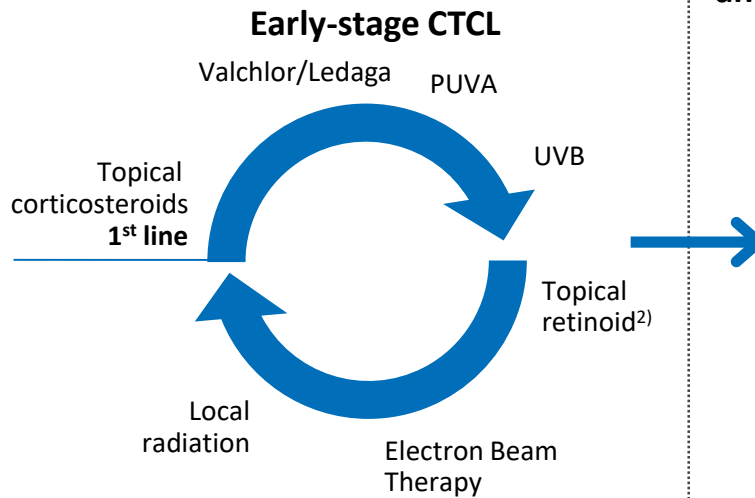 Early-stage CTCL
Valchlor/Ledaga
PUVA
UVB
Topical
corticosteroids
1st line
Topical
retinoid2)
Local
radiation
Electron Beam
Therapy